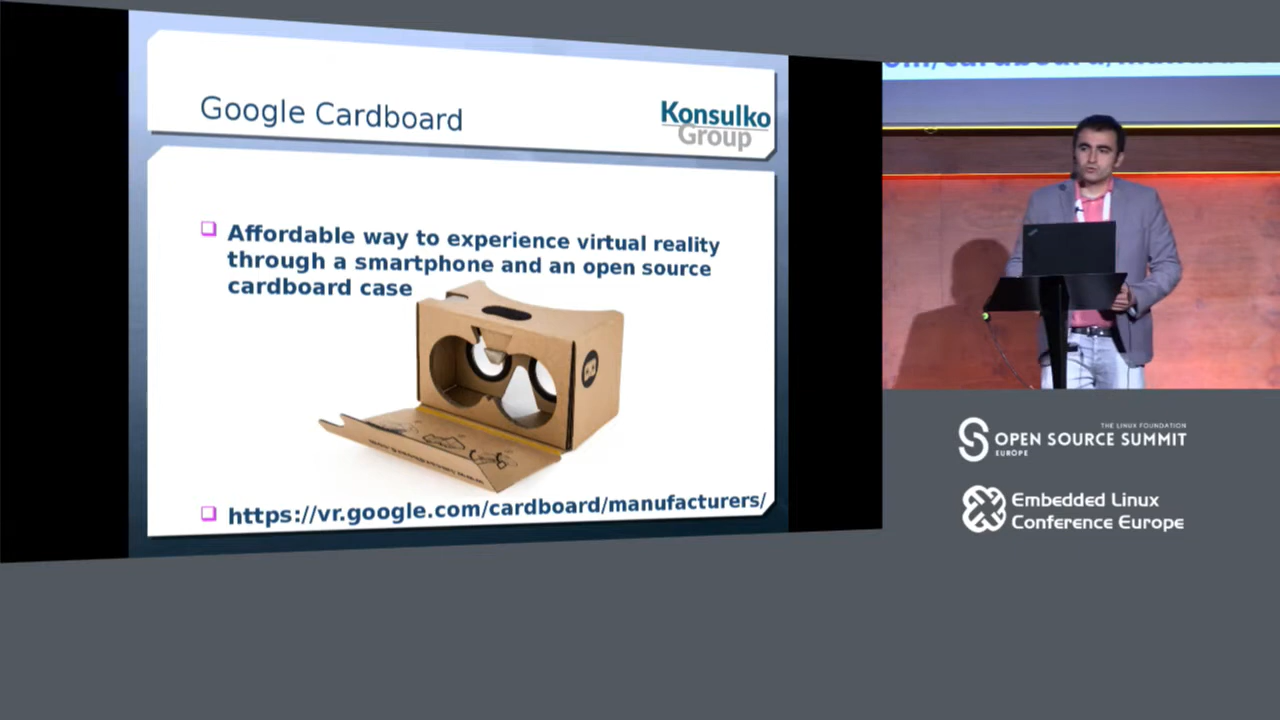 Google Cardboard
Konsulko
Group
Affordable way to experience virtual reality
through a smartphone and an open source
cardboard case
https://vr.google.com/cardboard/manufacturers/
THE LINUX FOUNDATION
OPEN SOURCE SUMMIT
EUROPE
Embedded Linux
Conference Europe